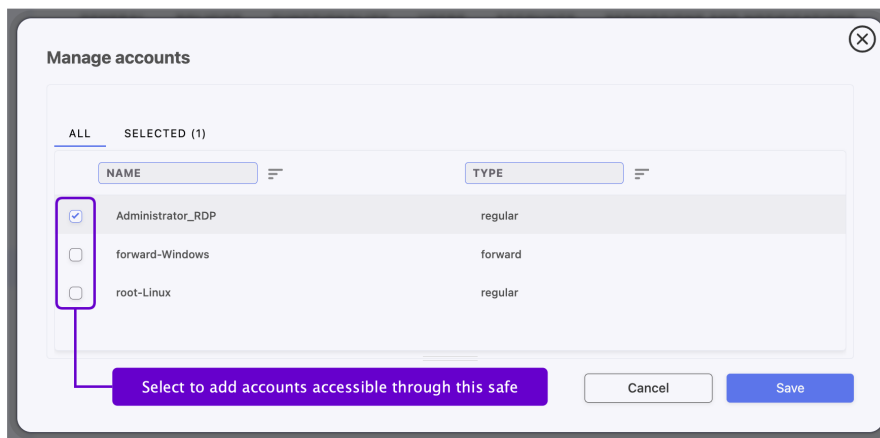 Manage accounts
ALL SELECTED (1)
NAME TYPE
Administrator_RDP regular
forward-Windows forward
root-Linux regular
Select to add accounts accessible through this safe
Cancel Save